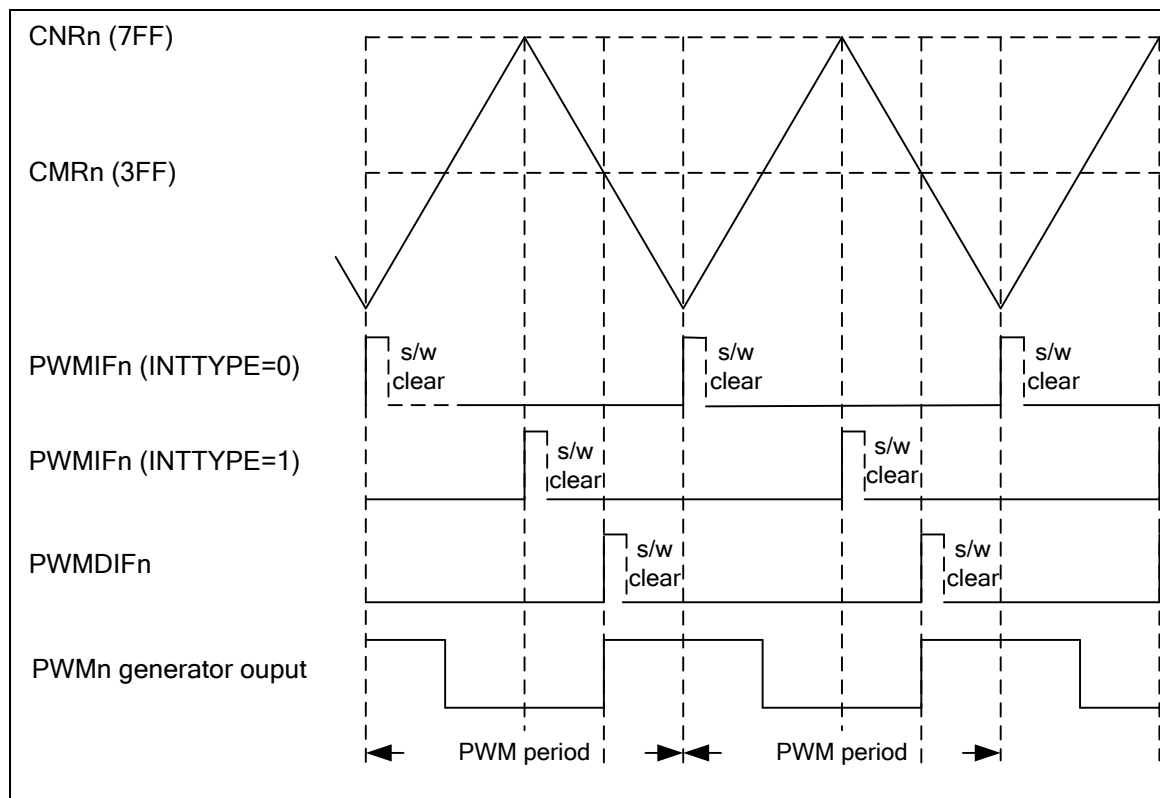 CNRn (7FF)
CMRn (3FF)
PWMIFn (INTTYPE=0)
s/w
clear
s/w
clear
s/w
clear
PWMIFn (INTTYPE=1)
s/w
clear
s/w
clear
PWMDIFn
s/w
clear
s/w
clear
PWMn generator ouput
PWM period
PWM period